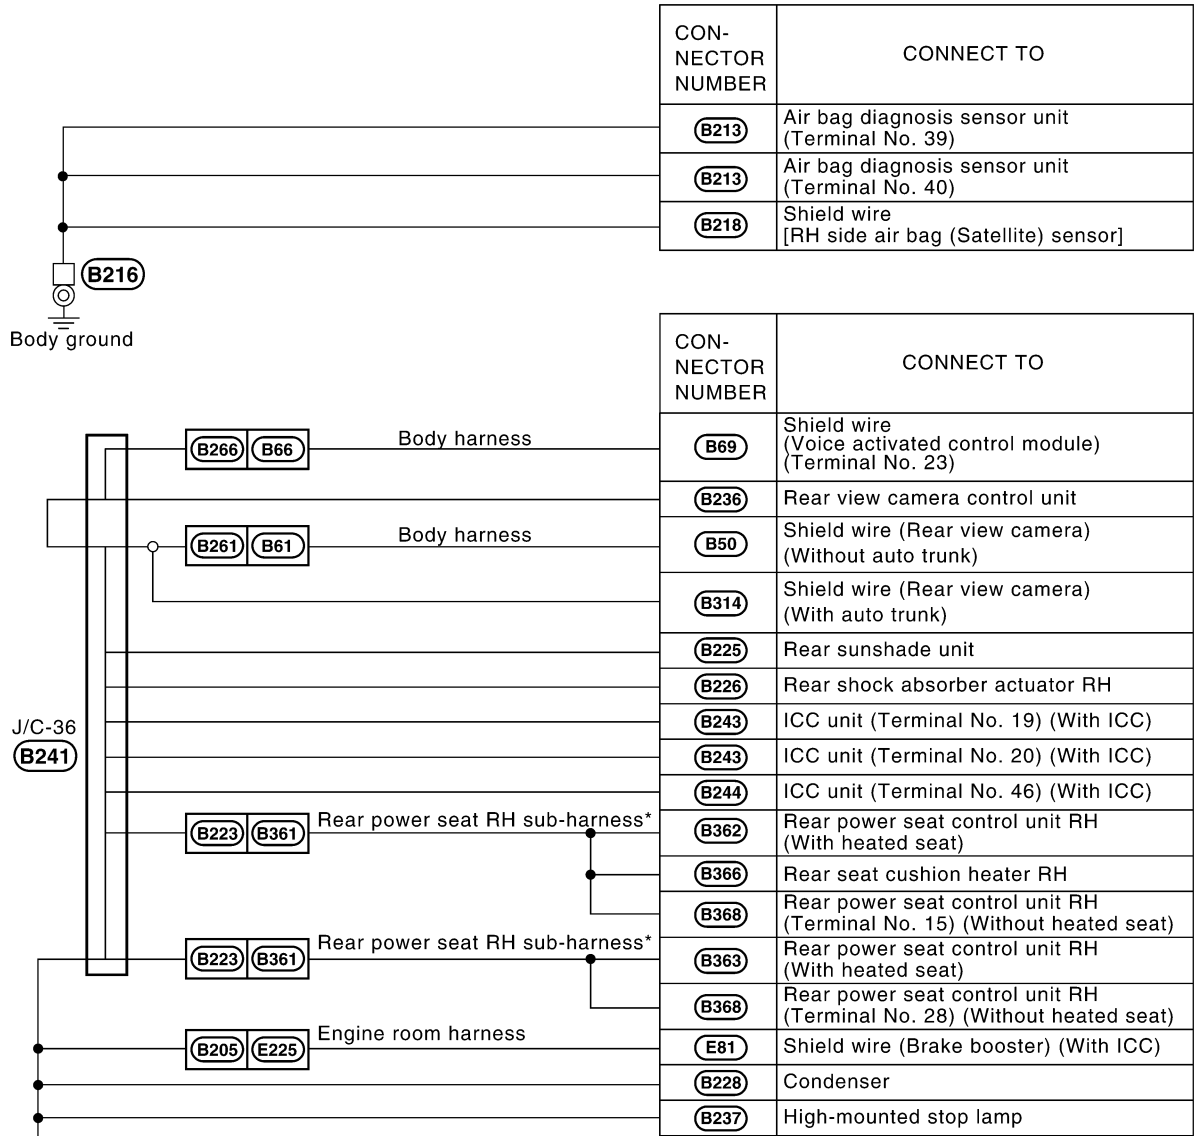 CON-
NECTOR
NUMBER
CONNECT TO
B213
Air bag diagnosis sensor unit
(Terminal No. 39)
B213
Air bag diagnosis sensor unit
(Terminal No. 40)
B218
Shield wire
[RH side air bag (Satellite) sensor]
B216
Body ground
CON-
NECTOR
NUMBER
CONNECT TO
B266 B66
Body harness
B69
Shield wire
(Voice activated control module)
(Terminal No. 23)
B236
Rear view camera control unit
B261 B61
Body harness
B50
Shield wire (Rear view camera)
(Without auto trunk)
B314
Shield wire (Rear view camera)
(With auto trunk)
B225
Rear sunshade unit
B226
Rear shock absorber actuator RH
J/C-36
B241
B243
ICC unit (Terminal No. 19) (With ICC)
B243
ICC unit (Terminal No. 20) (With ICC)
B244
ICC unit (Terminal No. 46) (With ICC)
B223 B361
Rear power seat RH sub-harness*
B362
Rear power seat control unit RH
(With heated seat)
B366
Rear seat cushion heater RH
B368
Rear power seat control unit RH
(Terminal No. 15) (Without heated seat)
B223 B361
Rear power seat RH sub-harness*
B363
Rear power seat control unit RH
(With heated seat)
B368
Rear power seat control unit RH
(Terminal No. 28) (Without heated seat)
B205 E225
Engine room harness
E81
Shield wire (Brake booster) (With ICC)
B228
Condenser
B237
High-mounted stop lamp